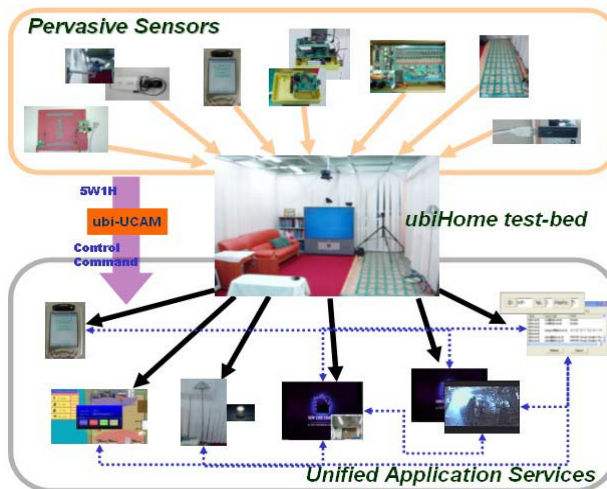 Pervasive Sensors
5W1H
ubi-UCAM
ubiHome test-bed
Control
Command
Unified Application Services